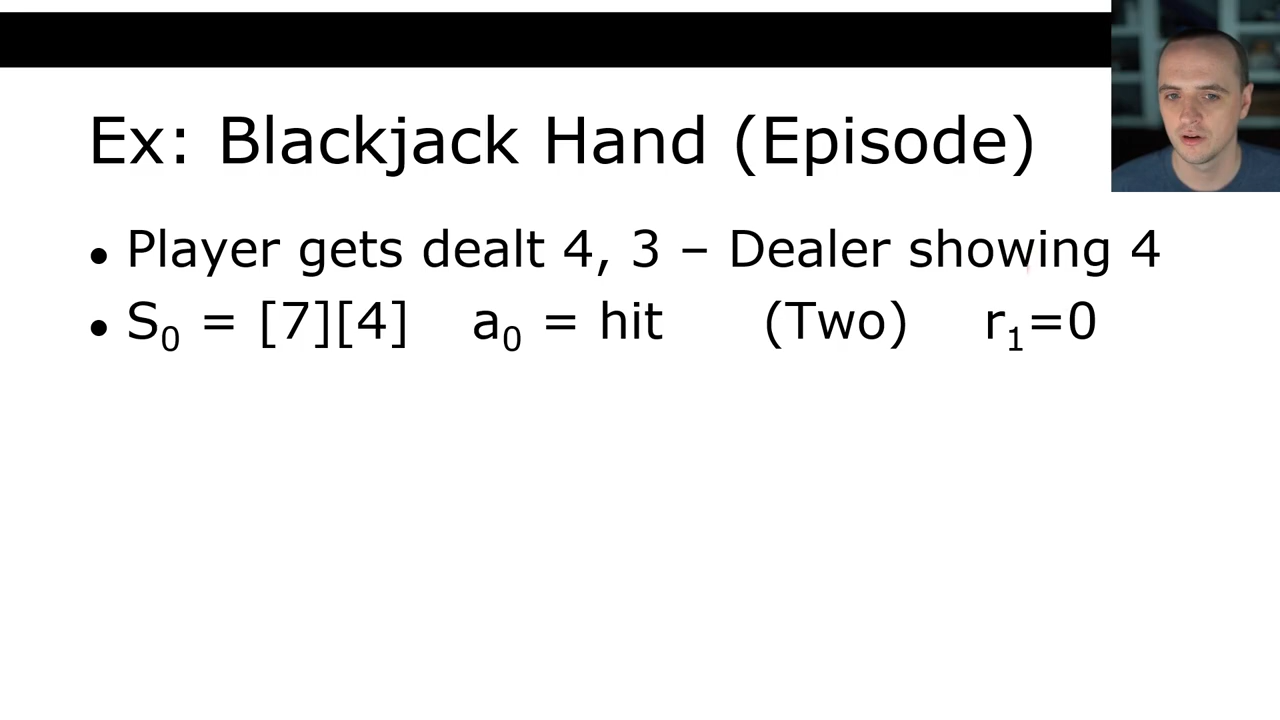 Ex: Blackjack Hand (Episode)
• Player gets dealt 4, 3 – Dealer showing 4
• S₀ = [7][4] a₀ = hit (Two) r₁=0